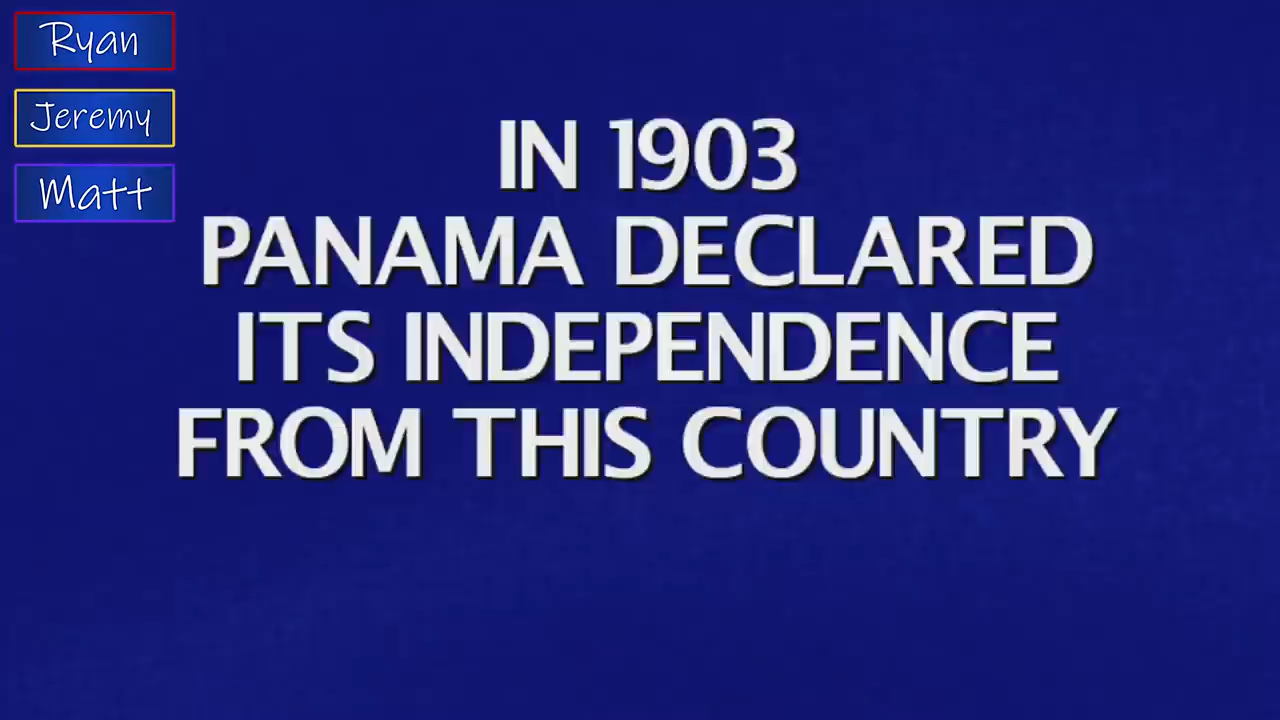 Ryan
Jeremy
Matt
IN 1903
PANAMA DECLARED
ITS INDEPENDENCE
FROM THIS COUNTRY